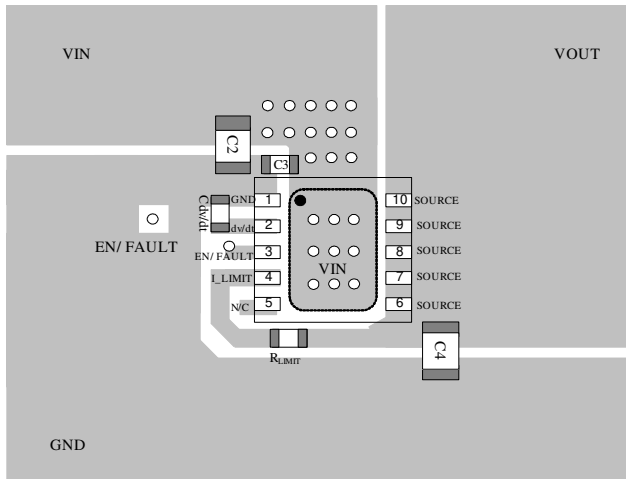 VIN
VOUT
C2
C3
Cdv/dt
GND
1
10
SOURCE
dv/dt
2
9
SOURCE
EN/ FAULT
EN/ FAULT
3
8
SOURCE
VIN
I_LIMIT
4
7
SOURCE
N/C
5
6
SOURCE
RLIMIT
C4
GND